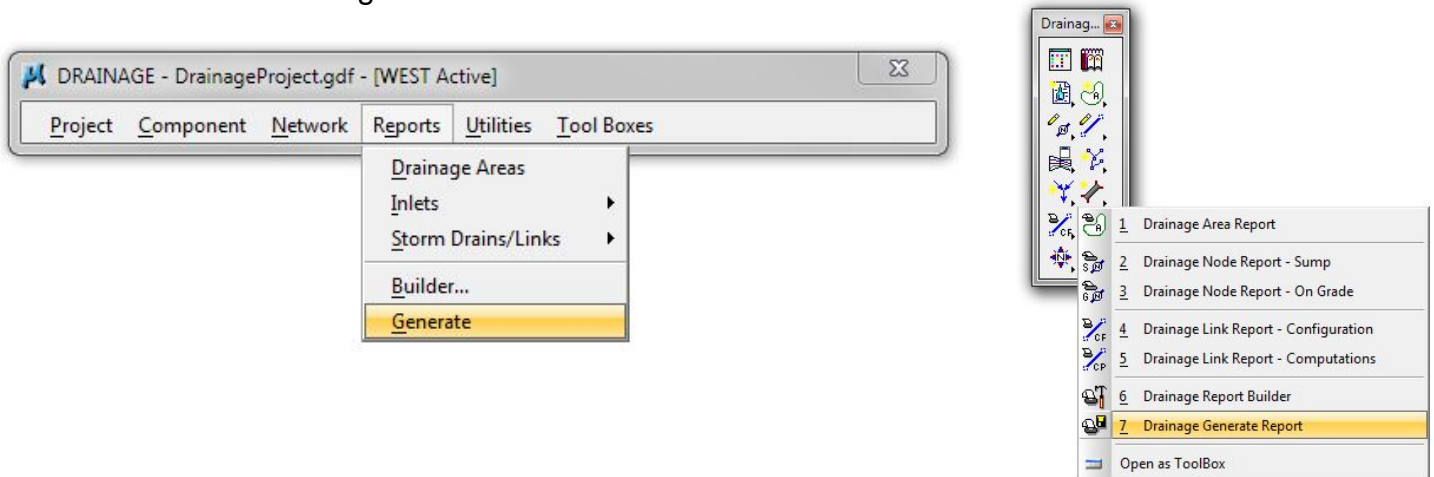 DRAINAGE - DrainageProject.gdf - [WEST Active]
Project Component Network Reports Utilities Tool Boxes
Drainage Areas
Inlets
Storm Drains/Links
Builder...
Generate
Drainag...
1 Drainage Area Report
2 Drainage Node Report - Sump
3 Drainage Node Report - On Grade
4 Drainage Link Report - Configuration
5 Drainage Link Report - Computations
6 Drainage Report Builder
7 Drainage Generate Report
Open as ToolBox